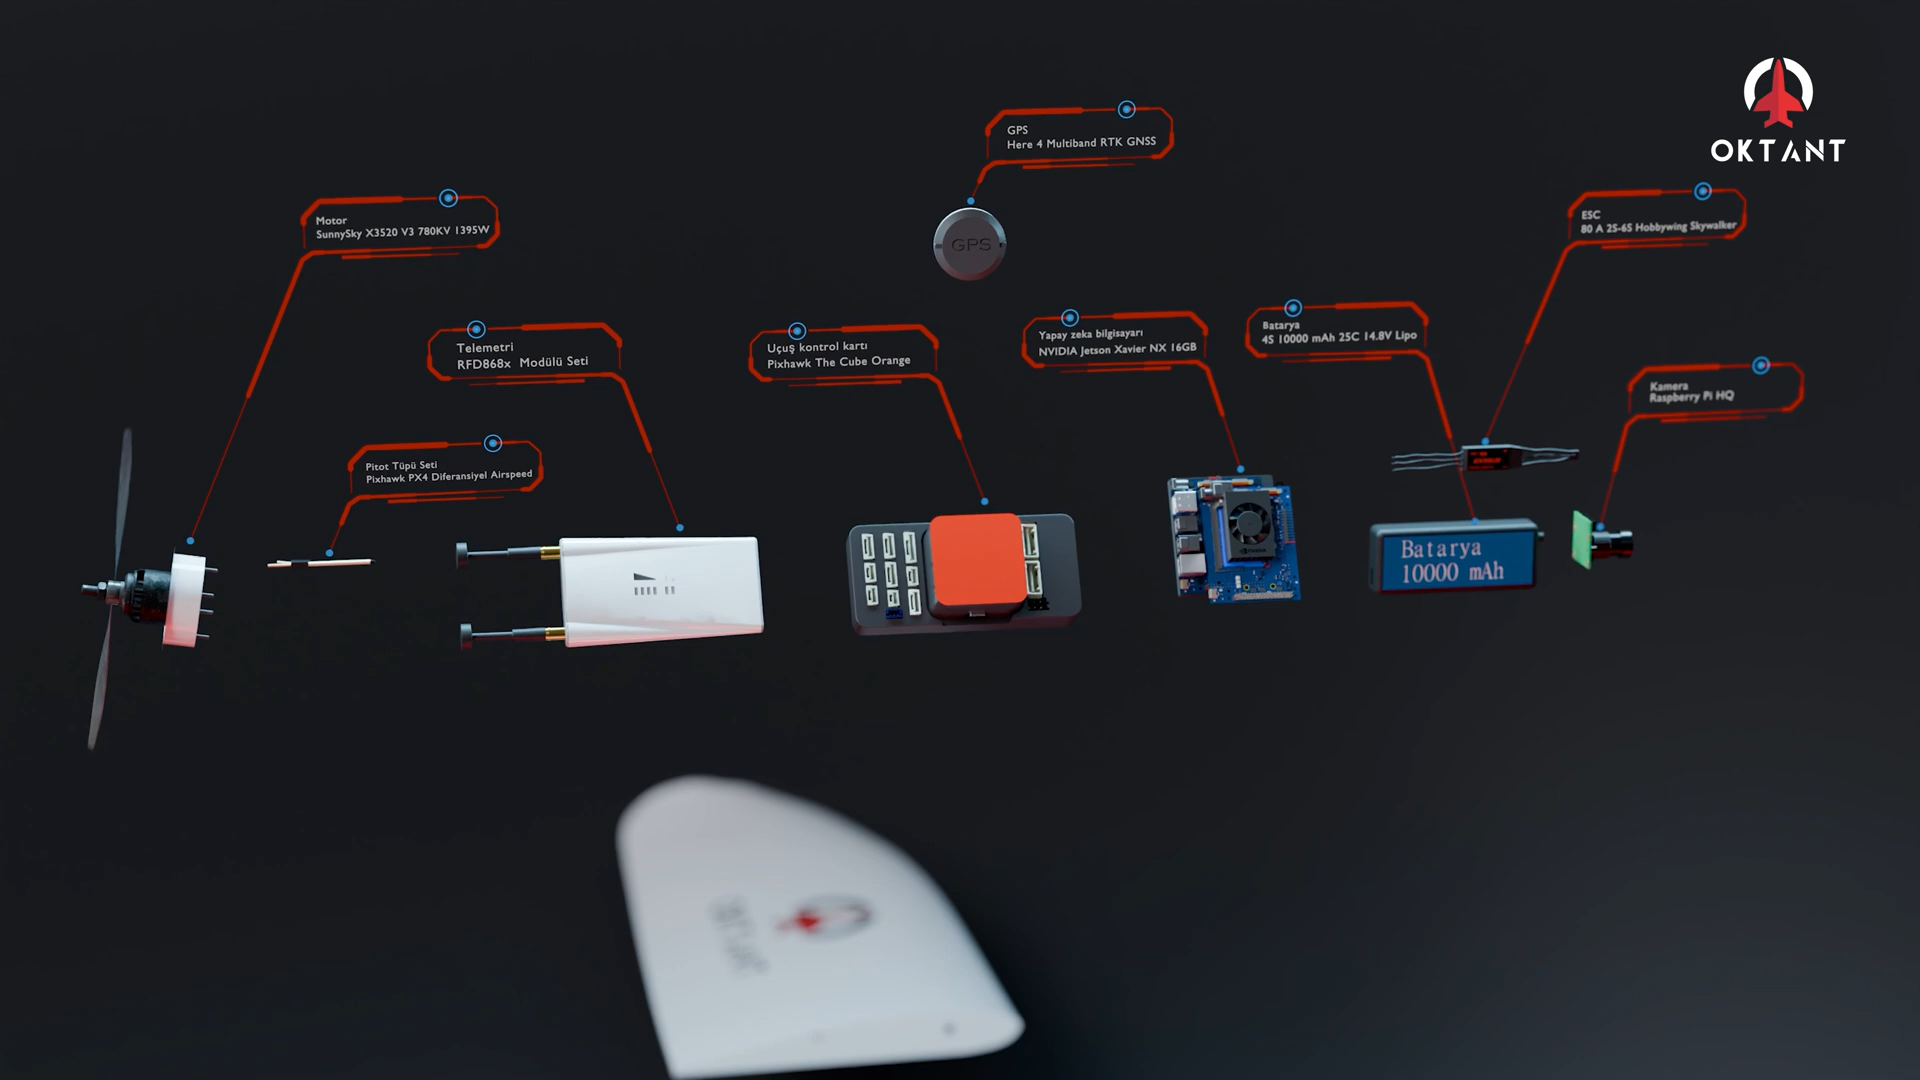 OKTANT
GPS
Here 4 Multiband RTK GNSS
GPS
Motor
SunnySky X3520 V3 780KV 1395W
ESC
80 A 2S-6S Hobbywing Skywalker
Telemetri
RFD868x Modülü Seti
Uçuş kontrol kartı
Pixhawk The Cube Orange
Yapay zeka bilgisayarı
NVIDIA Jetson Xavier NX 16GB
Batarya
4S 10000 mAh 25C 14.8V Lipo
Kamera
Raspberry Pi HQ
Pitot Tüpü Seti
Pixhawk PX4 Diferansiyel Airspeed
Batarya
10000 mAh